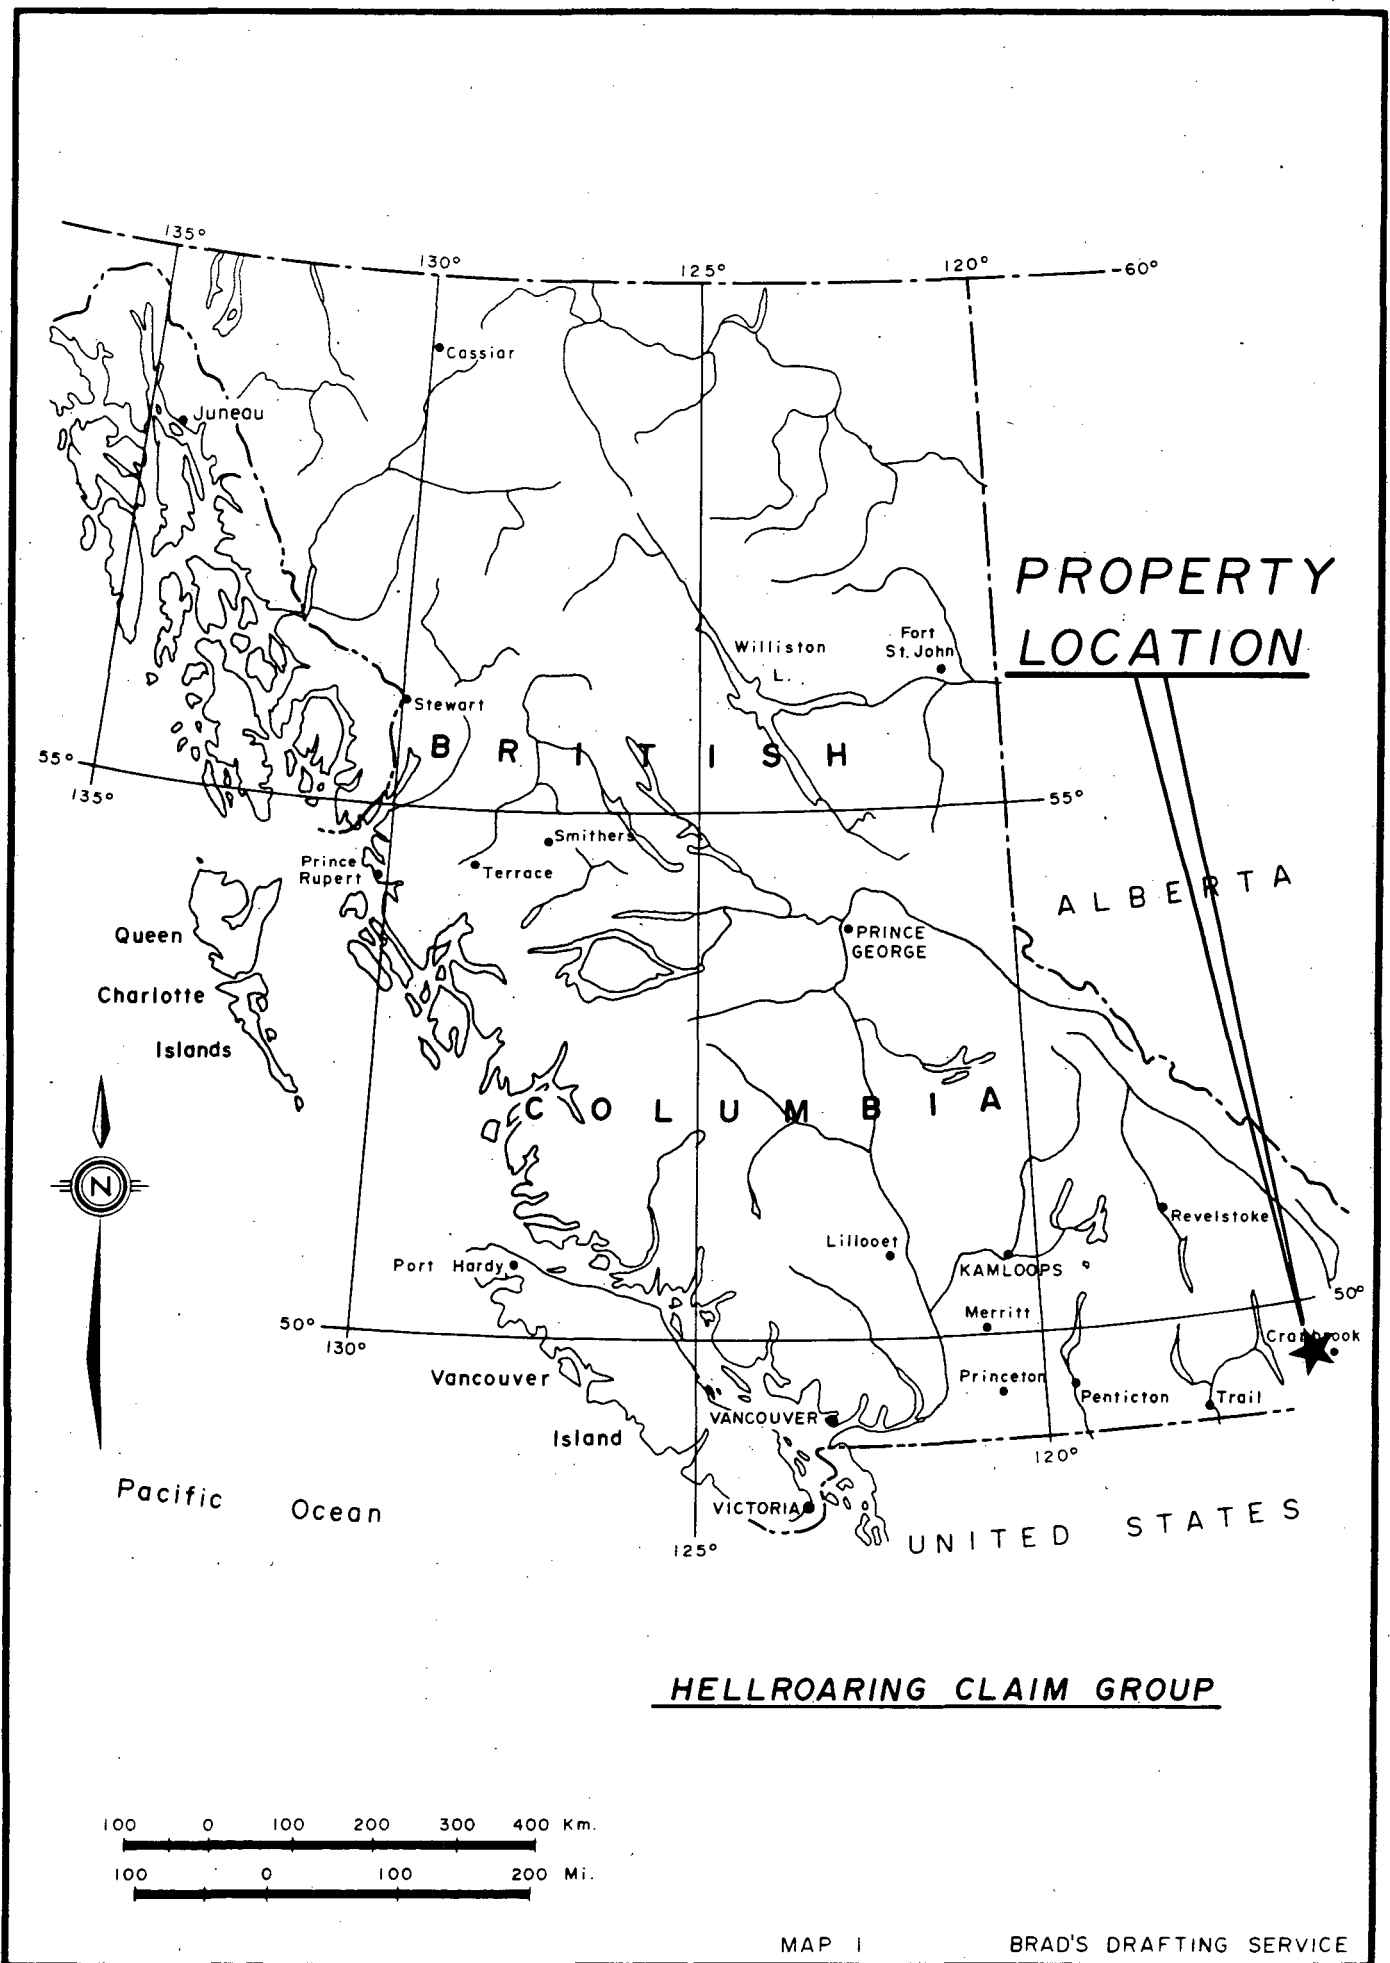 135°
130°
125°
120°
-60°
Cassiar
Juneau
PROPERTY
LOCATION
Williston
L.
Fort
St. John
Stewart
BRITISH
55°
135°
55°
Smithers
Terrace
Prince
Rupert
ALBERTA
Queen
Charlotte
Islands
PRINCE
GEORGE
COLUMBIA
N
Revelstoke
Lillooet
KAMLOOPS
Port Hardy
Merritt
50°
50°
130°
Cranbrook
Vancouver
Island
Princeton
Penticton
Trail
VANCOUVER
120°
Pacific Ocean
VICTORIA
UNITED STATES
125°
HELLROARING CLAIM GROUP
100 0 100 200 300 400 Km.
100 0 100 200 Mi.
MAP 1
BRAD'S DRAFTING SERVICE